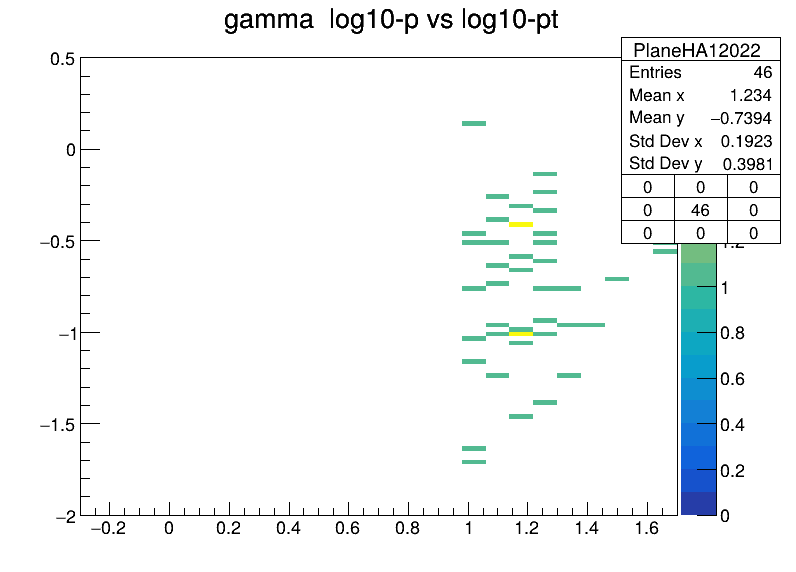 gamma  log10-p vs log10-pt
PlaneHA12022
Entries 46
Mean x 1.234
Mean y −0.7394
Std Dev x 0.1923
Std Dev y 0.3981
0 0 0
0 46 0
0 0 0
0.5
0
−0.5
−1
−1.5
−2
−0.2 0 0.2 0.4 0.6 0.8 1 1.2 1.4 1.6
1.2
1
0.8
0.6
0.4
0.2
0